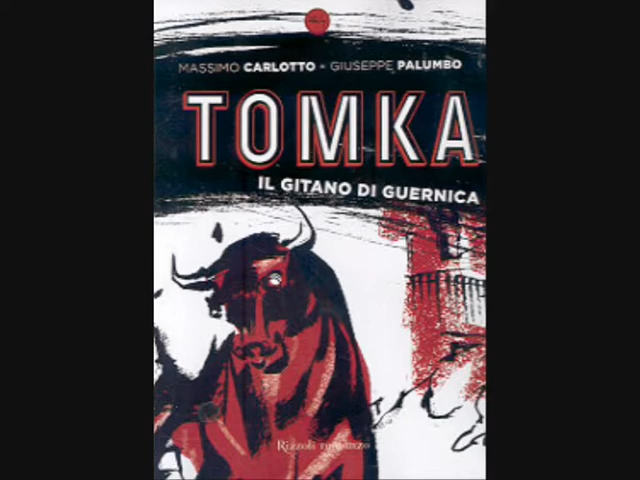 MASSIMO CARLOTTO • GIUSEPPE PALUMBO
TOMKA
IL GITANO DI GUERNICA
Rizzoli romanzo